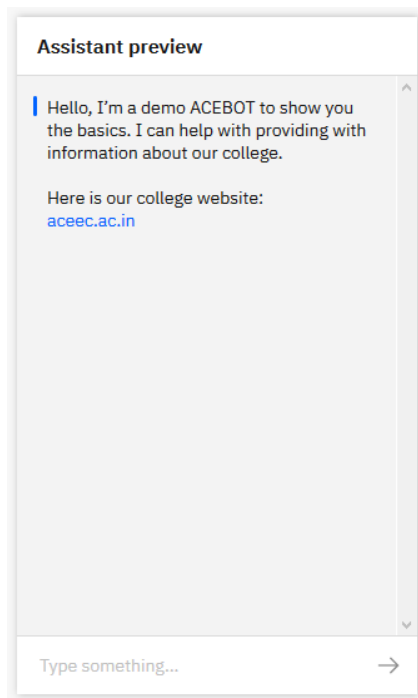 Assistant preview
Hello, I'm a demo ACEBOT to show you
the basics. I can help with providing with
information about our college.
Here is our college website:
aceec.ac.in
Type something...